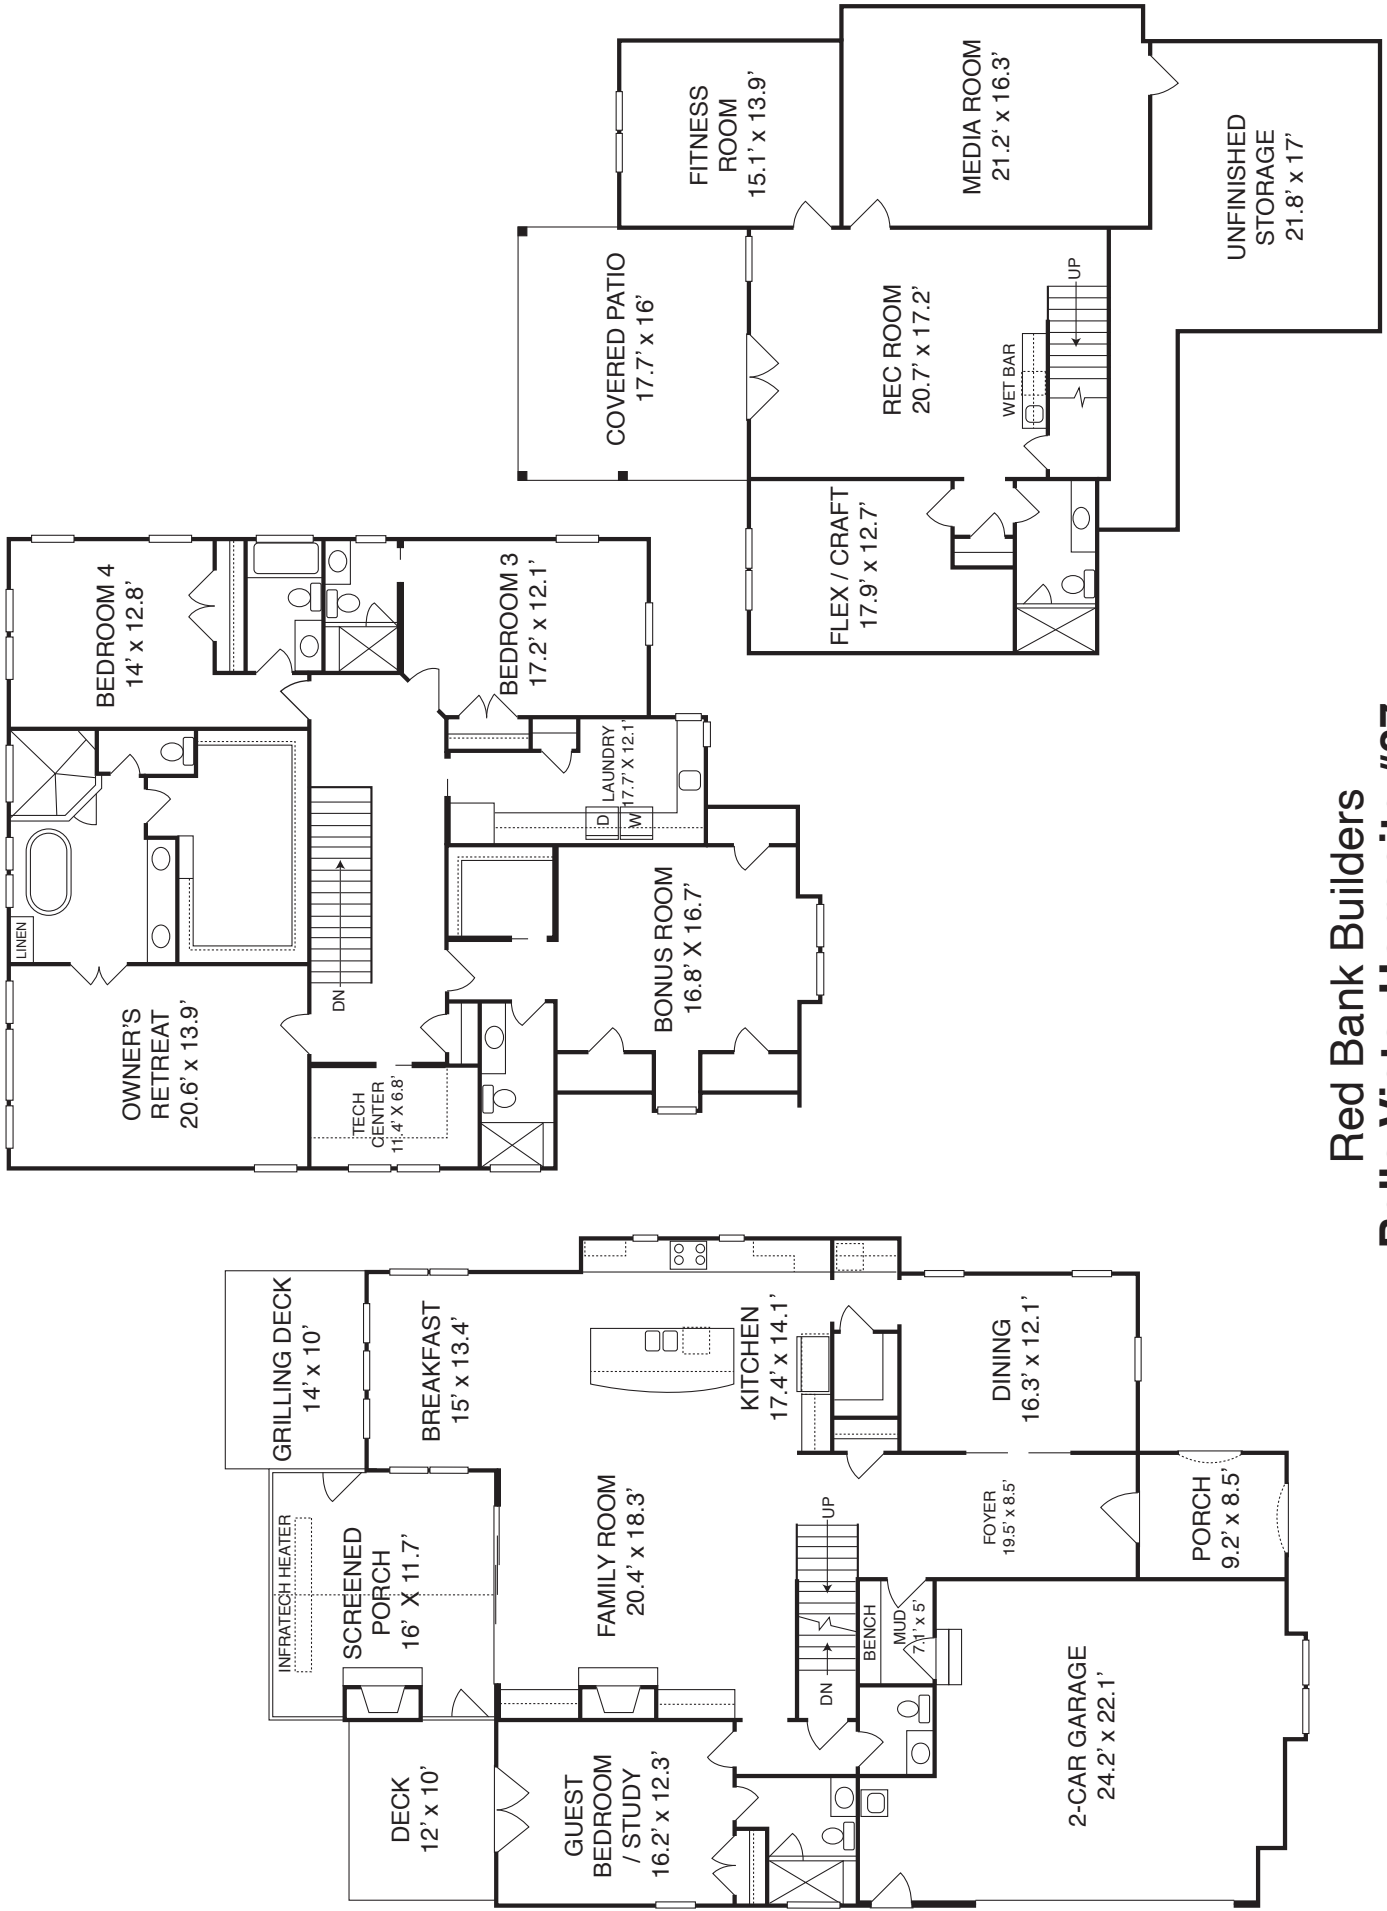 GRILLING DECK
14' x 10'
BREAKFAST
15' x 13.4'
INFRATECH HEATER
SCREENED
PORCH
16' X 11.7'
DECK
12' x 10'
FAMILY ROOM
20.4' x 18.3'
KITCHEN
17.4' x 14.1'
GUEST
BEDROOM
/ STUDY
16.2' x 12.3'
DN
UP
BENCH
MUD
7.1' x 5'
FOYER
19.5' x 8.5'
DINING
16.3' x 12.1'
PORCH
9.2' x 8.5'
2-CAR GARAGE
24.2' x 22.1'
OWNER'S
RETREAT
20.6' x 13.9'
LINEN
BEDROOM 4
14' x 12.8'
DN
TECH
CENTER
11.4' X 6.8'
BEDROOM 3
17.2' x 12.1'
LAUNDRY
17.7' X 12.1'
D
W
BONUS ROOM
16.8' X 16.7'
COVERED PATIO
17.7' x 16'
FITNESS
ROOM
15.1' x 13.9'
FLEX / CRAFT
17.9' x 12.7'
REC ROOM
20.7' x 17.2'
WET BAR
UP
MEDIA ROOM
21.2' x 16.3'
UNFINISHED
STORAGE
21.8' x 17'
Red Bank Builders